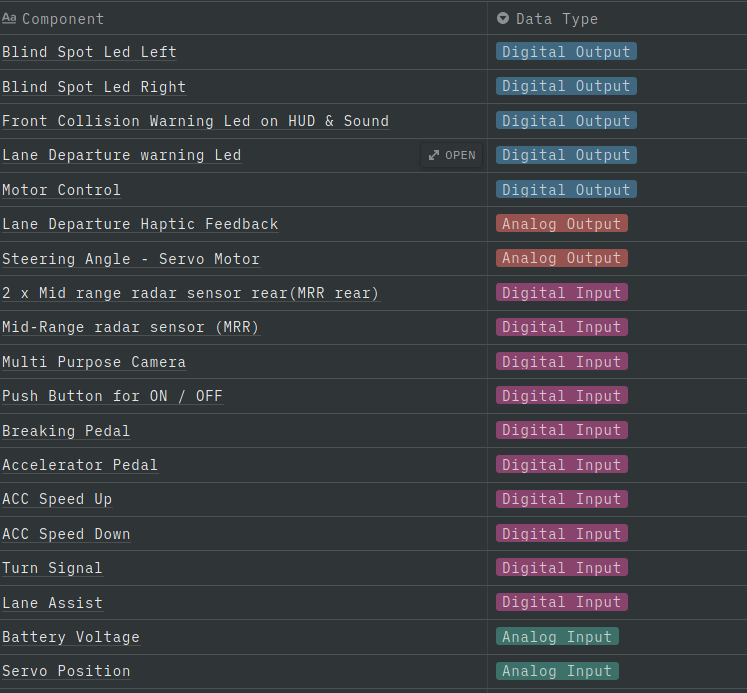 Aa Component Data Type
Blind Spot Led Left Digital Output
Blind Spot Led Right Digital Output
Front Collision Warning Led on HUD & Sound Digital Output
Lane Departure warning Led OPEN Digital Output
Motor Control Digital Output
Lane Departure Haptic Feedback Analog Output
Steering Angle - Servo Motor Analog Output
2 x Mid range radar sensor rear(MRR rear) Digital Input
Mid-Range radar sensor (MRR) Digital Input
Multi Purpose Camera Digital Input
Push Button for ON / OFF Digital Input
Breaking Pedal Digital Input
Accelerator Pedal Digital Input
ACC Speed Up Digital Input
ACC Speed Down Digital Input
Turn Signal Digital Input
Lane Assist Digital Input
Battery Voltage Analog Input
Servo Position Analog Input